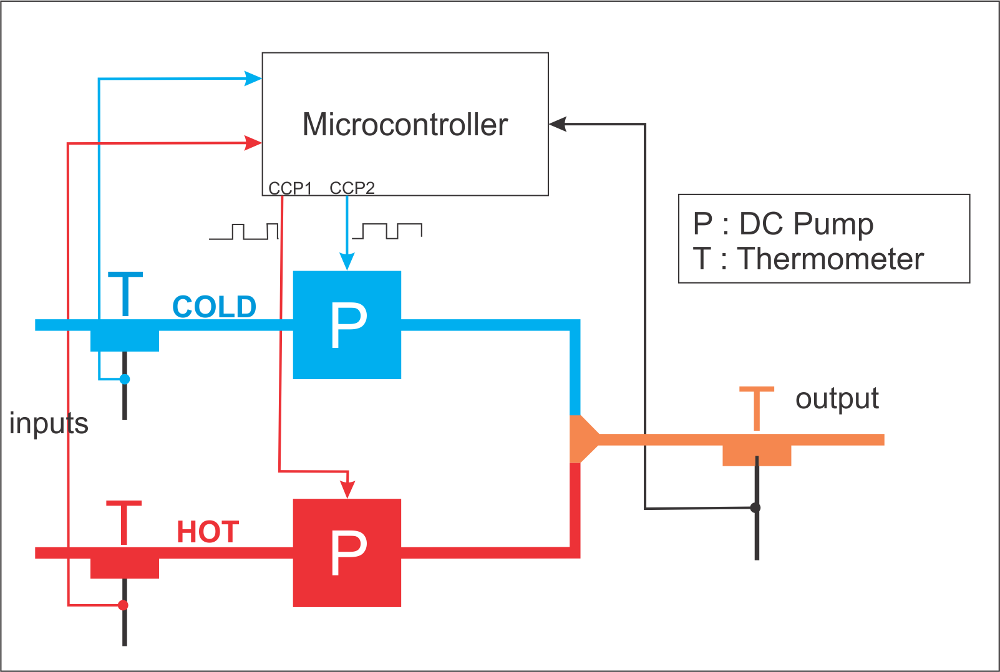 Microcontroller
CCP1 CCP2
P : DC Pump
T : Thermometer
T
COLD
P
T
output
inputs
T
HOT
P